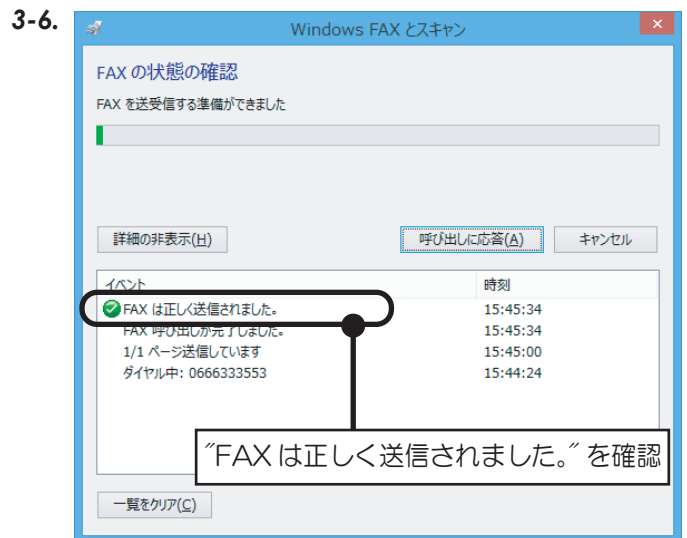 3-6.
Windows FAX とスキャン
FAX の状態の確認
FAX を送受信する準備ができました
詳細の非表示(H)
呼び出しに応答(A)
キャンセル
イベント 時刻
FAX は正しく送信されました。 15:45:34
FAX 呼び出しが完了しました。 15:45:34
1/1 ページ送信しています 15:45:00
ダイヤル中: 0666333553 15:44:24
″FAX は正しく送信されました。″を確認
一覧をクリア(C)